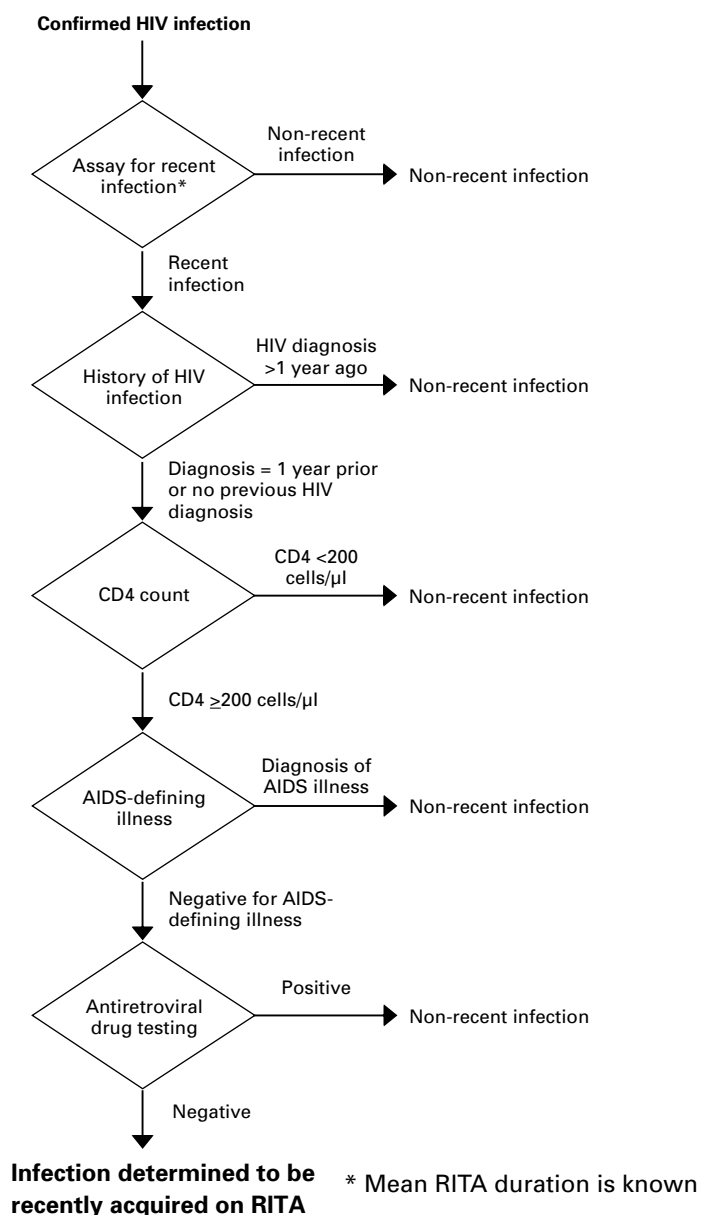 Confirmed HIV infection
Assay for recent
infection*
Non-recent
infection
Non-recent infection
Recent
infection
History of HIV
infection
HIV diagnosis
>1 year ago
Non-recent infection
Diagnosis = 1 year prior
or no previous HIV
diagnosis
CD4 count
CD4 <200
cells/µl
Non-recent infection
CD4 ≥200 cells/µl
AIDS-defining
illness
Diagnosis of
AIDS illness
Non-recent infection
Negative for AIDS-
defining illness
Antiretroviral
drug testing
Positive
Non-recent infection
Negative
Infection determined to be
recently acquired on RITA
* Mean RITA duration is known